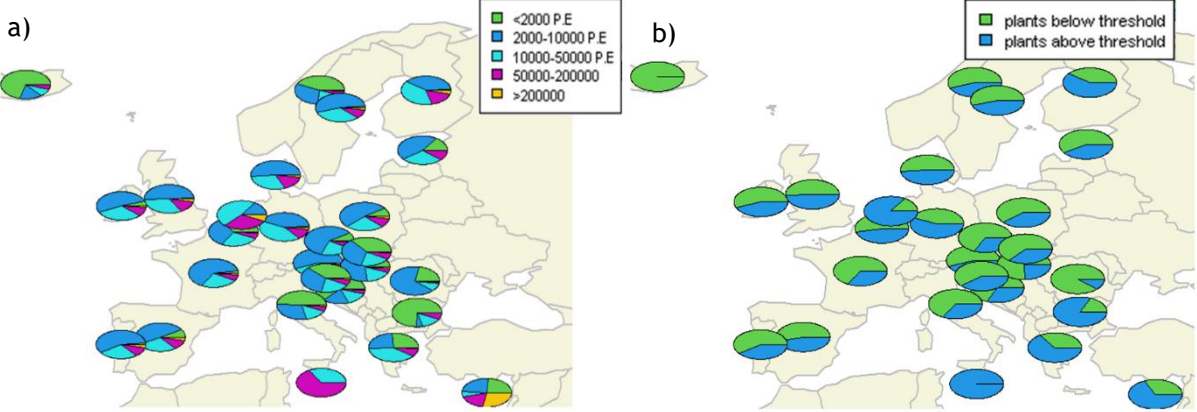 a)
<2000 P.E
2000-10000 P.E
10000-50000 P.E
50000-200000
>200000
b)
plants below threshold
plants above threshold